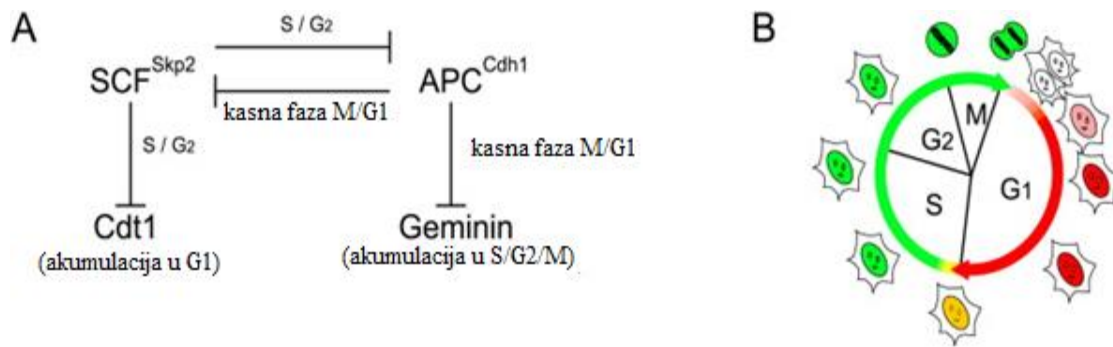 A
S / G2
SCF Skp2
APC Cdh1
kasna faza M/G1
S / G2
kasna faza M/G1
Cdt1
Geminin
(akumulacija u G1)
(akumulacija u S/G2/M)
B
M
G2
G1
S